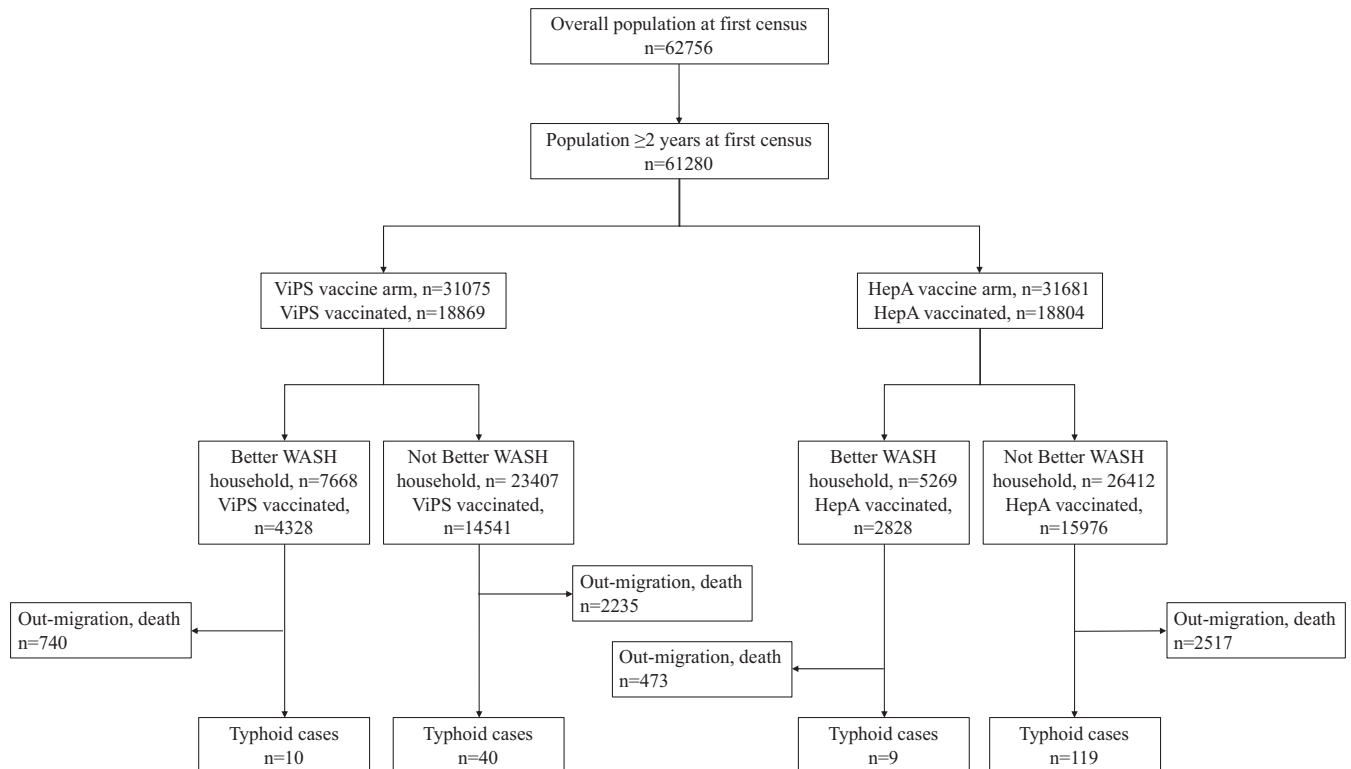 Overall population at first census
n=62756
Population ≥2 years at first census
n=61280
ViPS vaccine arm, n=31075
ViPS vaccinated, n=18869
HepA vaccine arm, n=31681
HepA vaccinated, n=18804
Better WASH
household, n=7668
ViPS vaccinated,
n=4328
Not Better WASH
household, n= 23407
ViPS vaccinated,
n=14541
Better WASH
household, n=5269
HepA vaccinated,
n=2828
Not Better WASH
household, n= 26412
HepA vaccinated,
n=15976
Out-migration, death
n=740
Out-migration, death
n=2235
Out-migration, death
n=473
Out-migration, death
n=2517
Typhoid cases
n=10
Typhoid cases
n=40
Typhoid cases
n=9
Typhoid cases
n=119